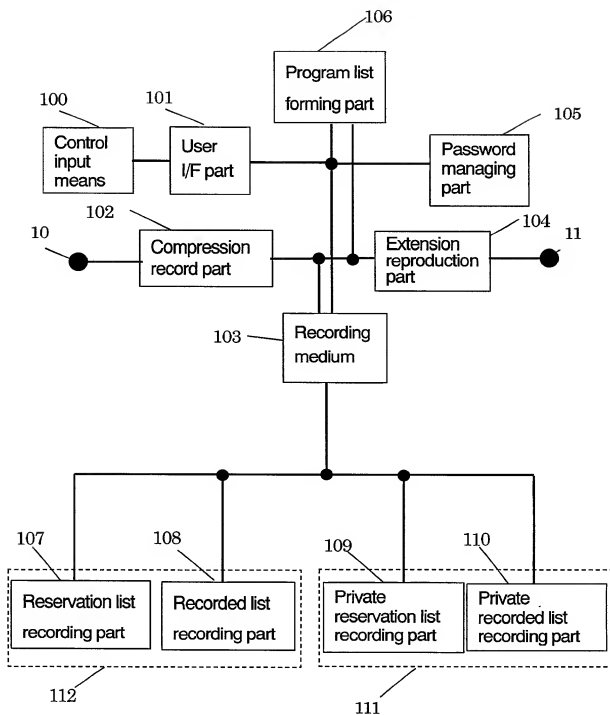 106
Program list
forming part
100
101
105
Control
input
means
User
I/F part
Password
managing
part
102
104
10
11
Compression
record part
Extension
reproduction
part
103
Recording
medium
107
108
109
110
Reservation list
recording part
Recorded list
recording part
Private
reservation list
recording part
Private
recorded list
recording part
112
111